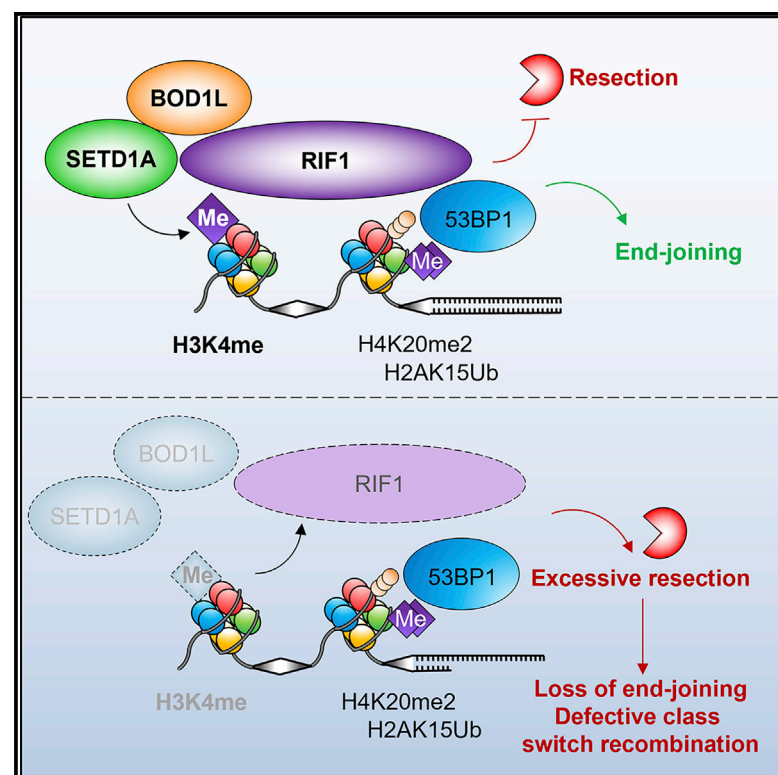 BOD1L
SETD1A
RIF1
Resection
Me
53BP1
Me
End-joining
H3K4me
H4K20me2
H2AK15Ub
BOD1L
SETD1A
RIF1
Me
53BP1
Me
Excessive resection
H3K4me
H4K20me2
H2AK15Ub
Loss of end-joining
Defective class
switch recombination